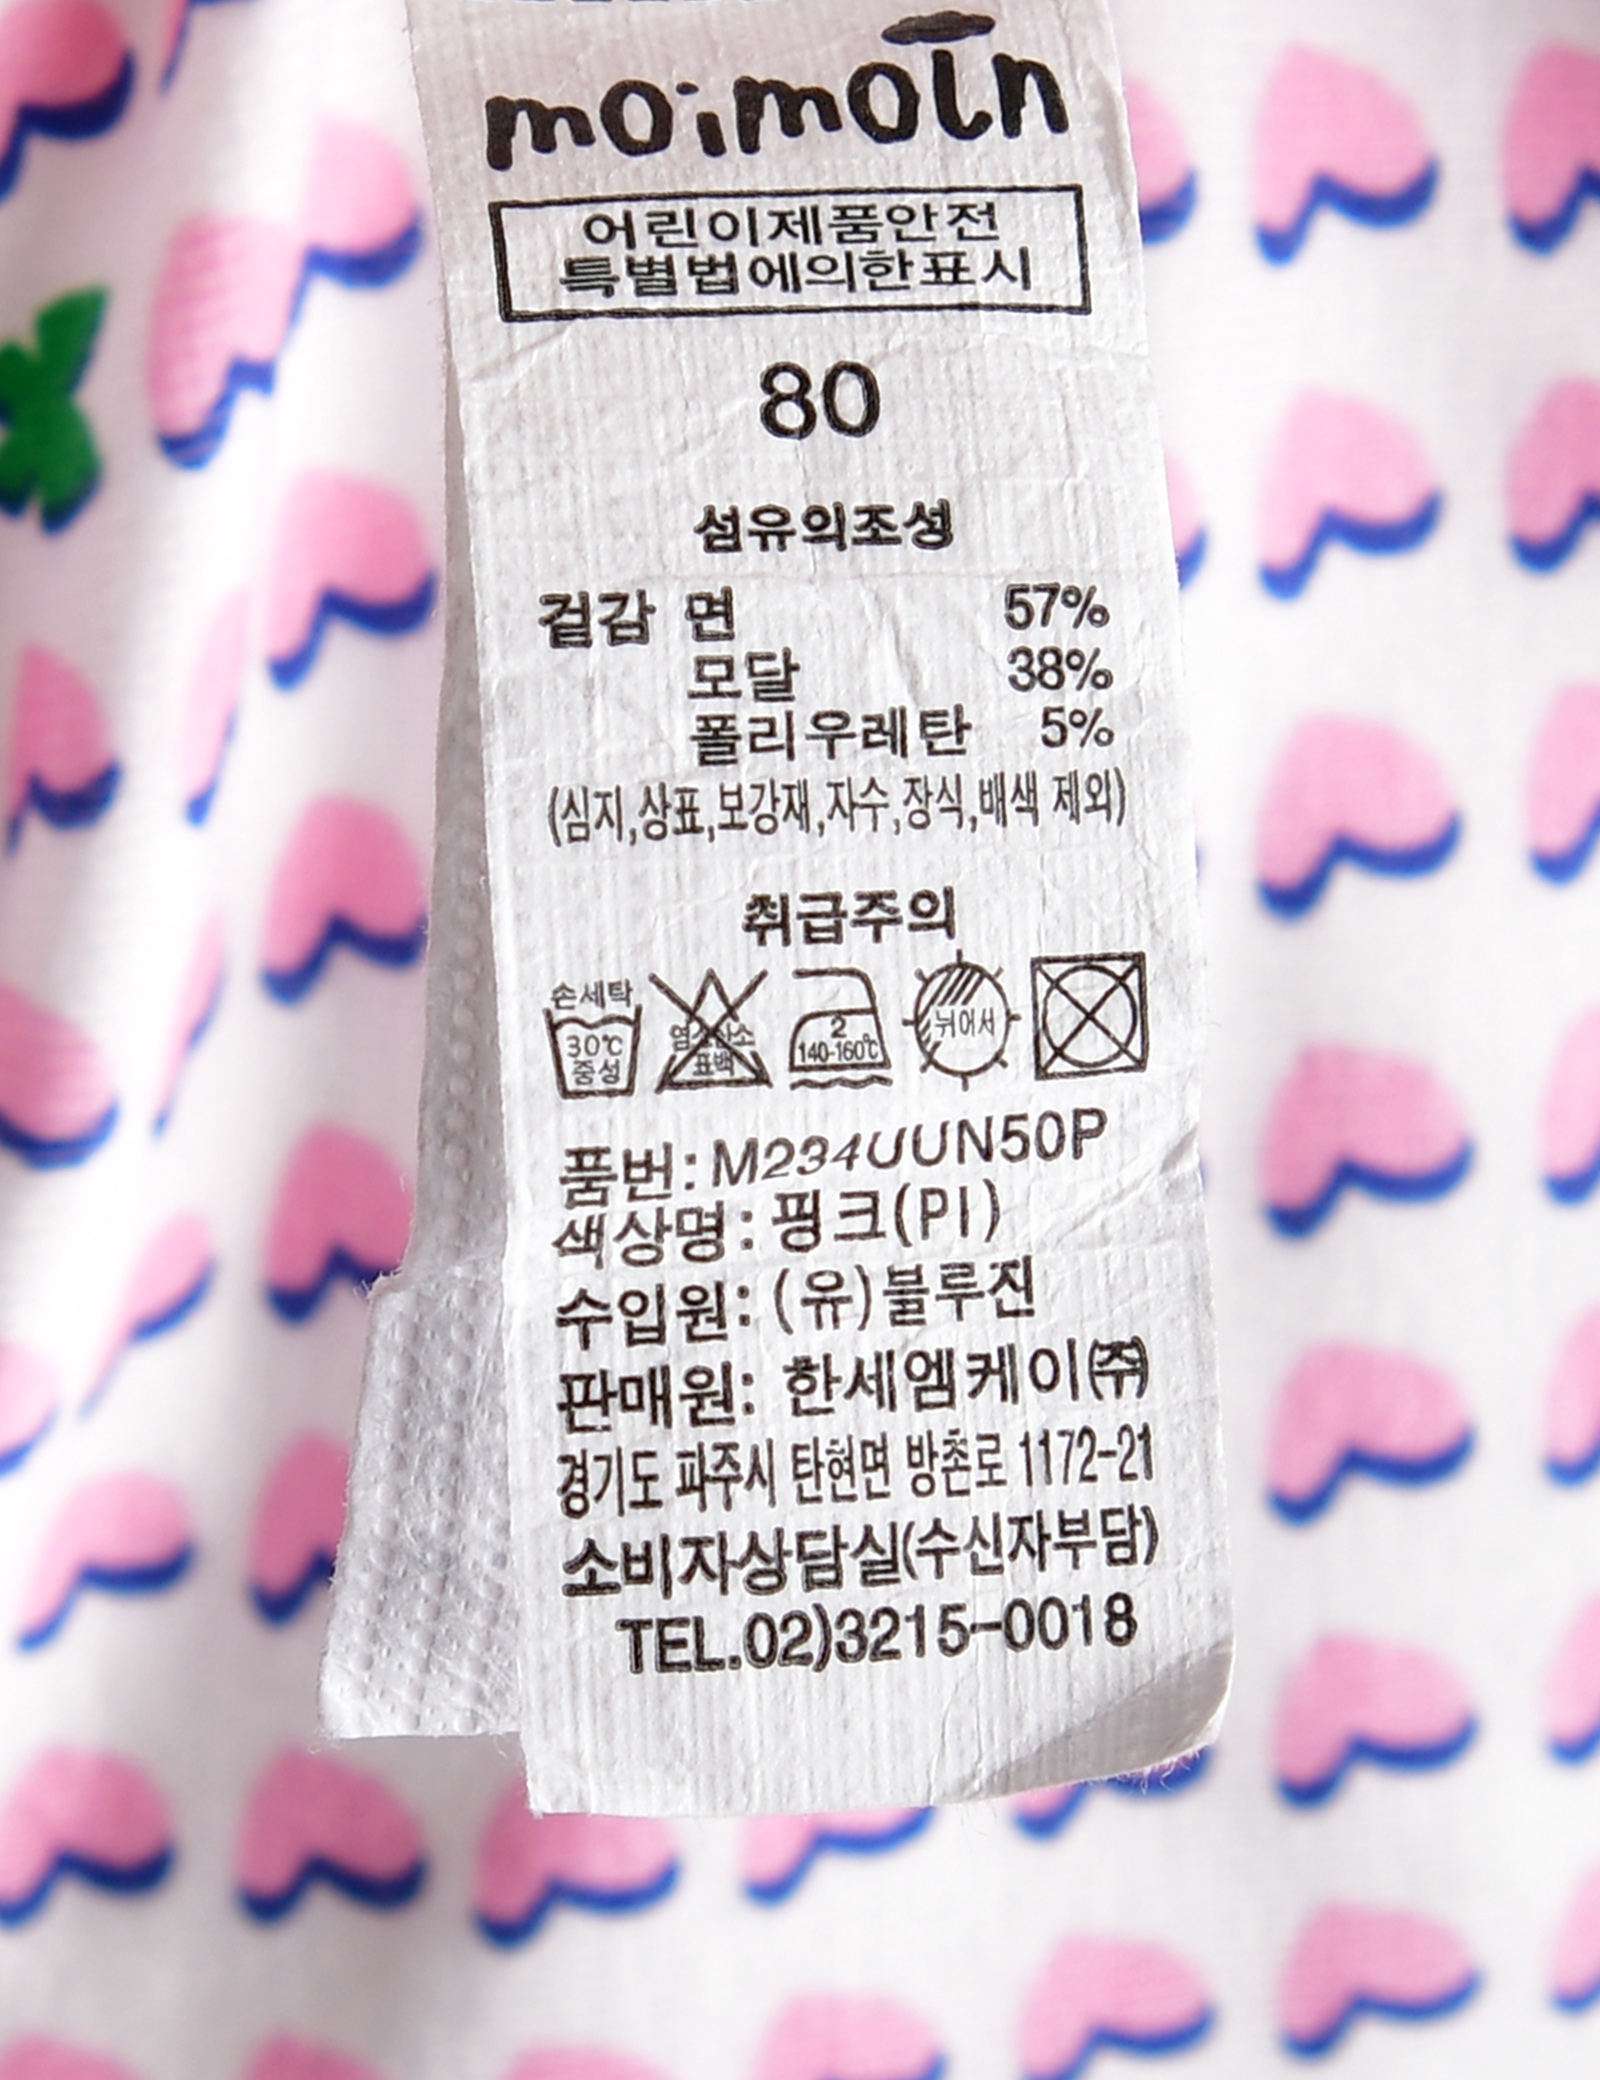 moimoln
어린이제품안전
특별법에의한표시
80
섬유의조성
겉감 면 57%
모달 38%
폴리우레탄 5%
(심지,상표,보강재,자수,장식,배색 제외)
취급주의
손세탁
30℃
중성
염소산소
표백
2
140-160℃
뉘어서
품번: M234UUN50P
색상명: 핑크(PI)
수입원: (유)블루진
판매원: 한세엠케이㈜
경기도 파주시 탄현면 방촌로 1172-21
소비자상담실(수신자부담)
TEL.02)3215-0018